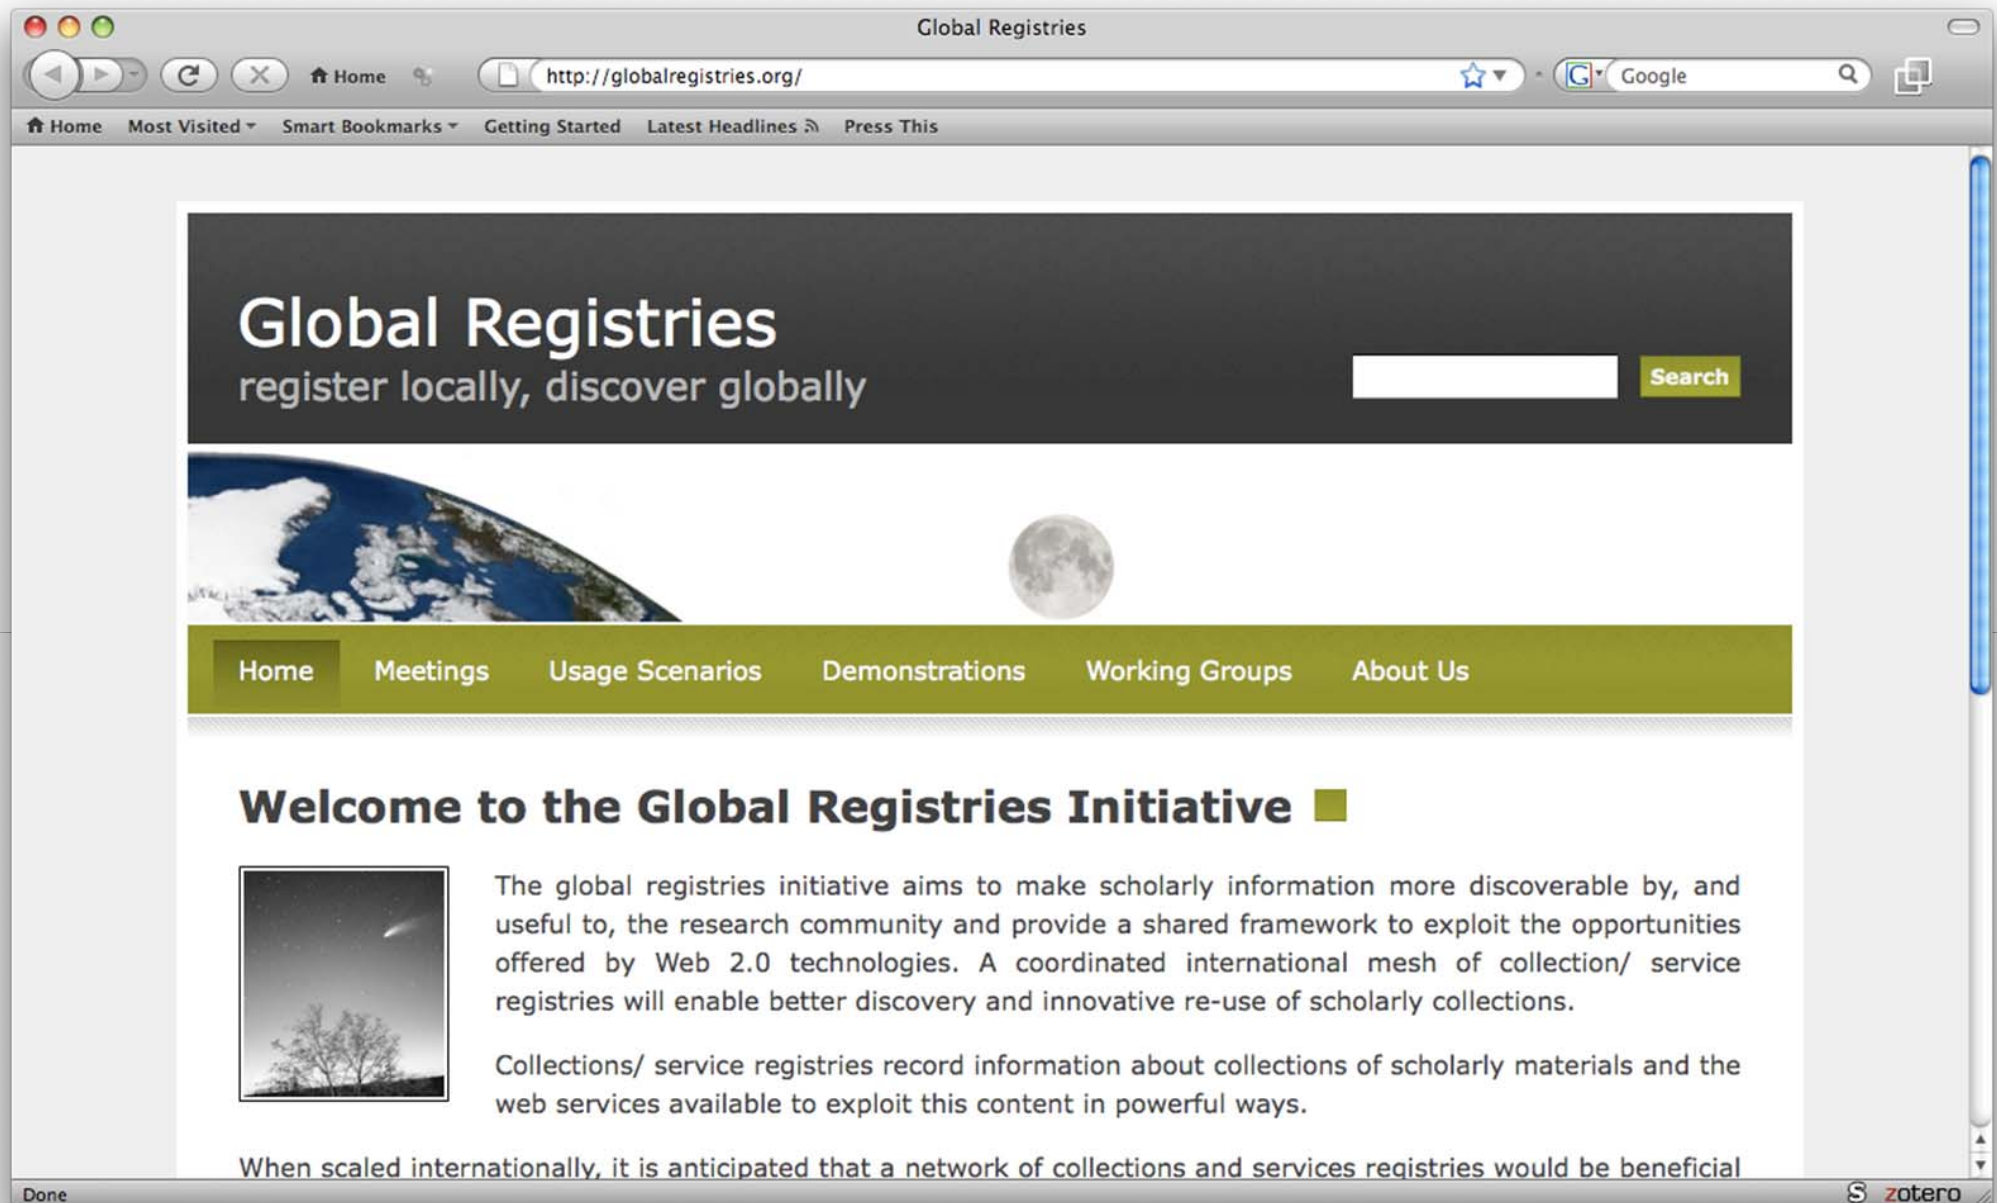 Global Registries
Home
http://globalregistries.org/
Google
Home Most Visited Smart Bookmarks Getting Started Latest Headlines Press This
Global Registries
register locally, discover globally
Search
Home Meetings Usage Scenarios Demonstrations Working Groups About Us
Welcome to the Global Registries Initiative
The global registries initiative aims to make scholarly information more discoverable by, and
useful to, the research community and provide a shared framework to exploit the opportunities
offered by Web 2.0 technologies. A coordinated international mesh of collection/ service
registries will enable better discovery and innovative re-use of scholarly collections.
Collections/ service registries record information about collections of scholarly materials and the
web services available to exploit this content in powerful ways.
When scaled internationally, it is anticipated that a network of collections and services registries would be beneficial
Done
S zotero